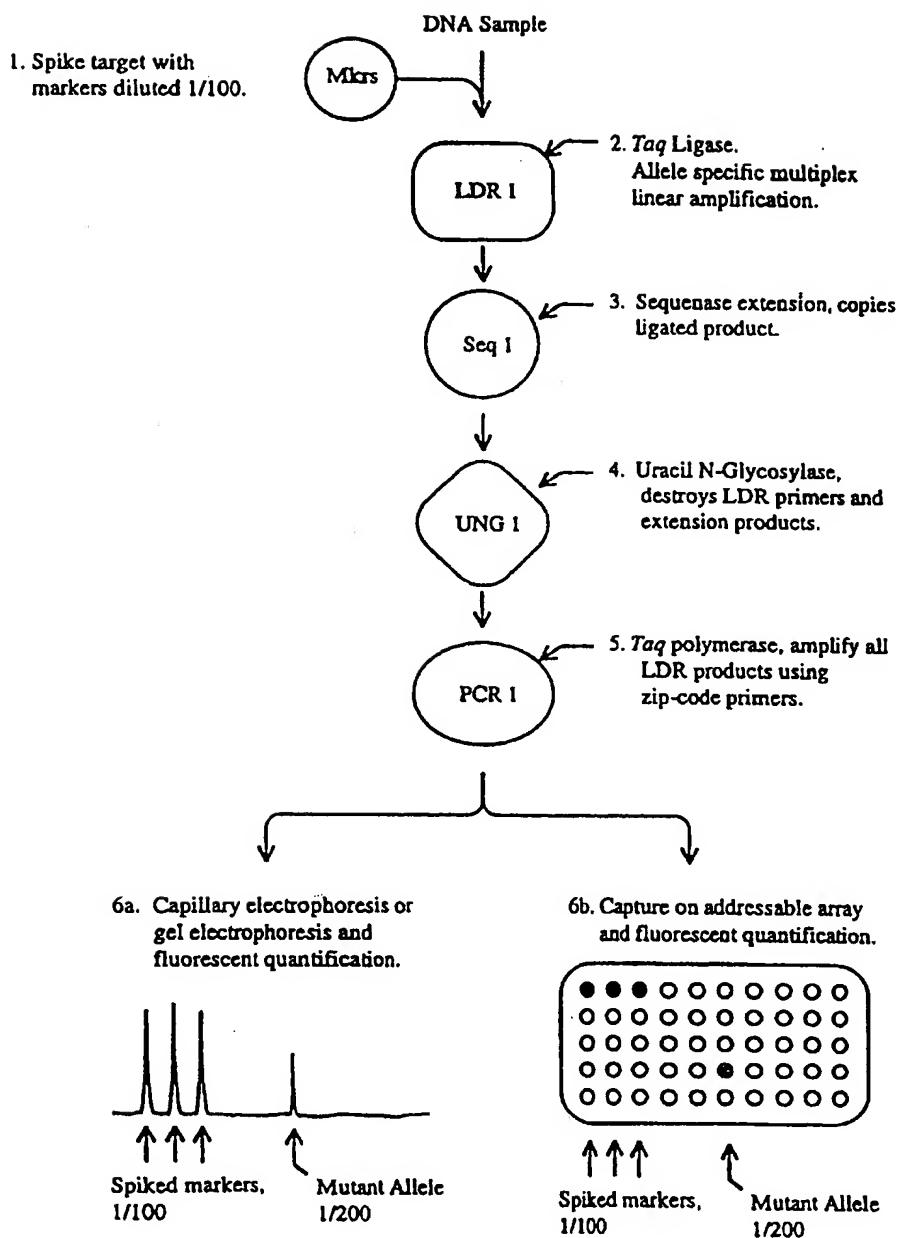 DNA Sample
1. Spike target with
markers diluted 1/100.
Mkrs
2. Taq Ligase.
Allele specific multiplex
linear amplification.
LDR 1
3. Sequenase extension, copies
ligated product.
Seq 1
4. Uracil N-Glycosylase,
destroys LDR primers and
extension products.
UNG 1
5. Taq polymerase, amplify all
LDR products using
zip-code primers.
PCR 1
6a. Capillary electrophoresis or
gel electrophoresis and
fluorescent quantification.
6b. Capture on addressable array
and fluorescent quantification.
Spiked markers,
1/100
Mutant Allele
1/200
Spiked markers,
1/100
Mutant Allele
1/200